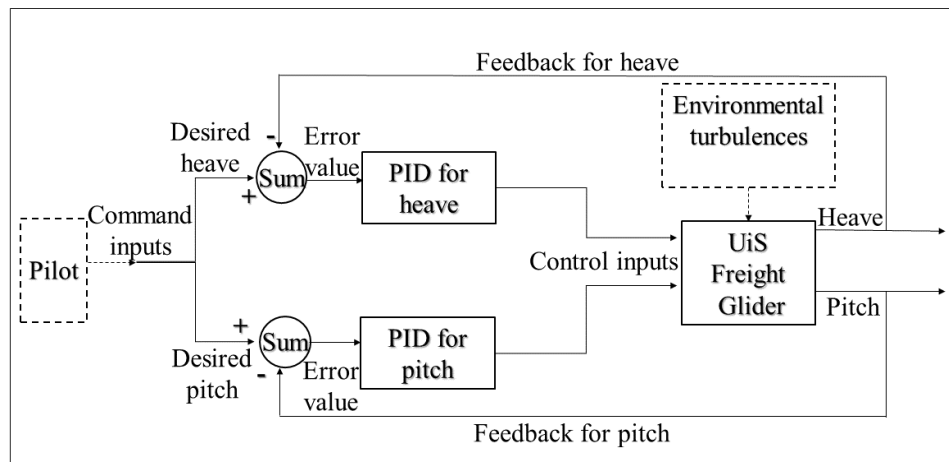 Feedback for heave
Environmental
turbulences
Desired
heave
-
+
Sum
Error
value
PID for
heave
Pilot
Command
inputs
Control inputs
UiS
Freight
Glider
Heave
Pitch
+
-
Desired
pitch
Sum
Error
value
PID for
pitch
Feedback for pitch